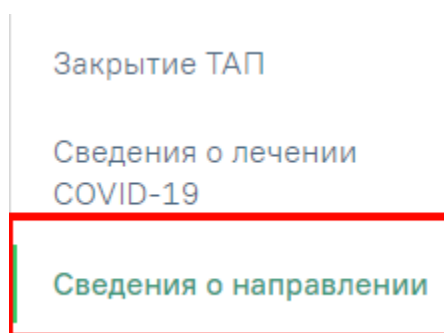 Закрытие ТАП
Сведения о лечении
COVID-19
Сведения о направлении